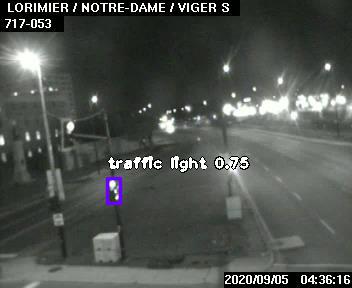 LORIMIER / NOTRE-DAME / VIGER S
717-053
traffic light 0.75
2020/09/05 04:36:16